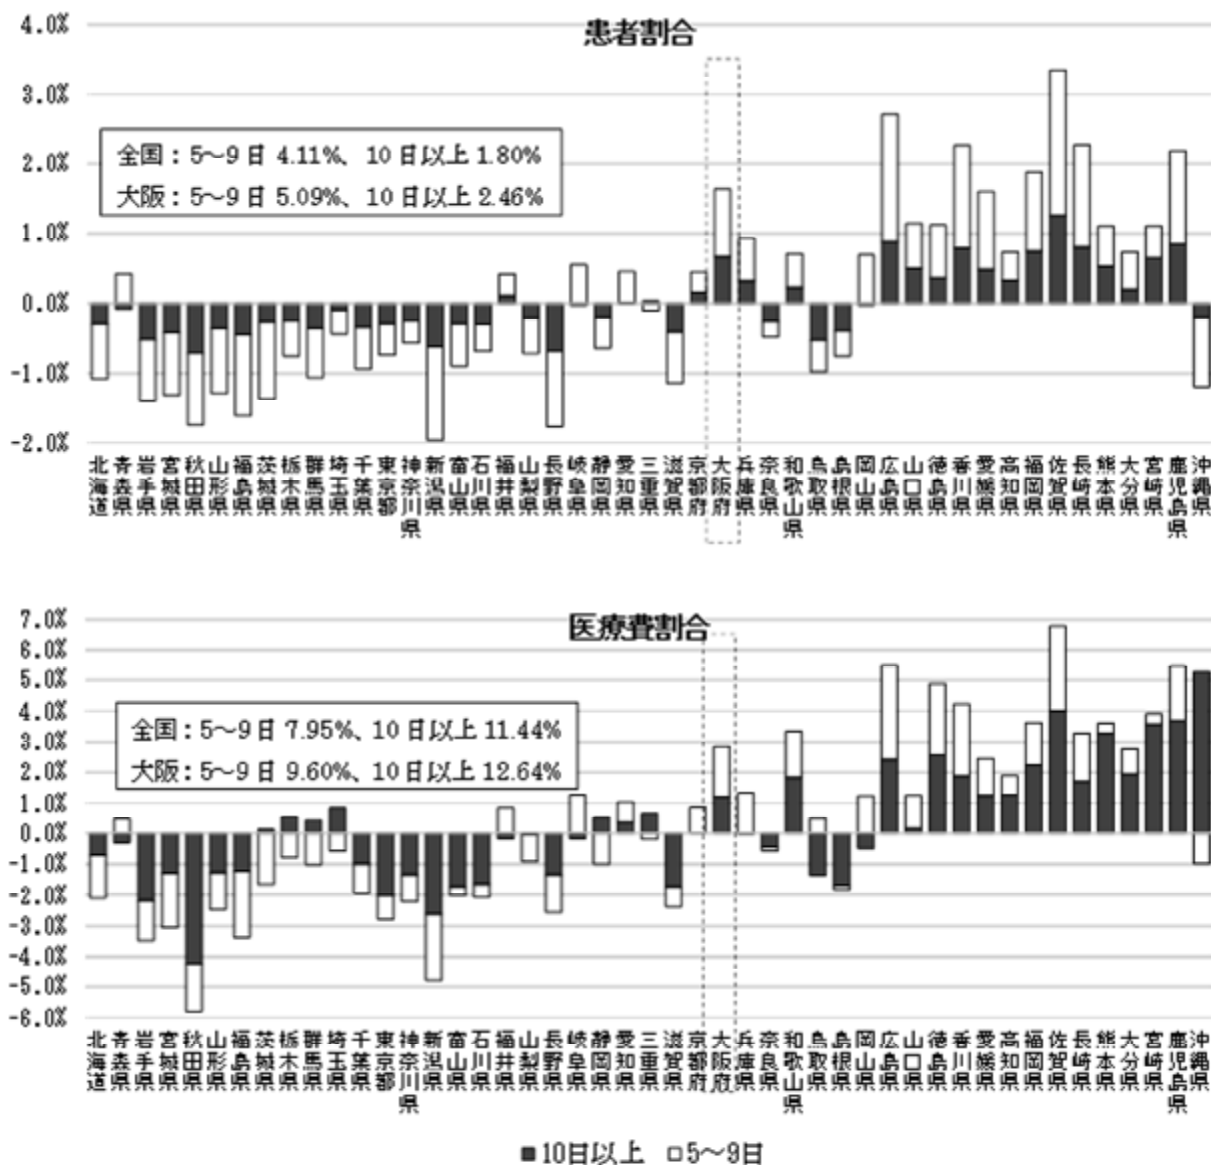 患者割合
4.0%
3.0%
2.0%
1.0%
0.0%
-1.0%
-2.0%
全国：5～9日 4.11%、10日以上 1.80%
大阪：5～9日 5.09%、10日以上 2.46%
北海道 青森県 岩手県 宮城県 秋田県 山形県 福島県 茨城県 栃木県 群馬県 埼玉県 千葉県 東京都 神奈川県 新潟県 富山県 石川県 福井県 山梨県 長野県 岐阜県 静岡県 愛知県 三重県 滋賀県 京都府 大阪府 兵庫県 奈良県 和歌山県 鳥取県 島根県 岡山県 広島県 山口県 徳島県 香川県 愛媛県 高知県 福岡県 佐賀県 長崎県 熊本県 大分県 宮崎県 鹿児島県 沖縄県
医療費割合
7.0%
6.0%
5.0%
4.0%
3.0%
2.0%
1.0%
0.0%
-1.0%
-2.0%
-3.0%
-4.0%
-5.0%
-6.0%
全国：5～9日 7.95%、10日以上 11.44%
大阪：5～9日 9.60%、10日以上 12.64%
北海道 青森県 岩手県 宮城県 秋田県 山形県 福島県 茨城県 栃木県 群馬県 埼玉県 千葉県 東京都 神奈川県 新潟県 富山県 石川県 福井県 山梨県 長野県 岐阜県 静岡県 愛知県 三重県 滋賀県 京都府 大阪府 兵庫県 奈良県 和歌山県 鳥取県 島根県 岡山県 広島県 山口県 徳島県 香川県 愛媛県 高知県 福岡県 佐賀県 長崎県 熊本県 大分県 宮崎県 鹿児島県 沖縄県
■10日以上 □5～9日